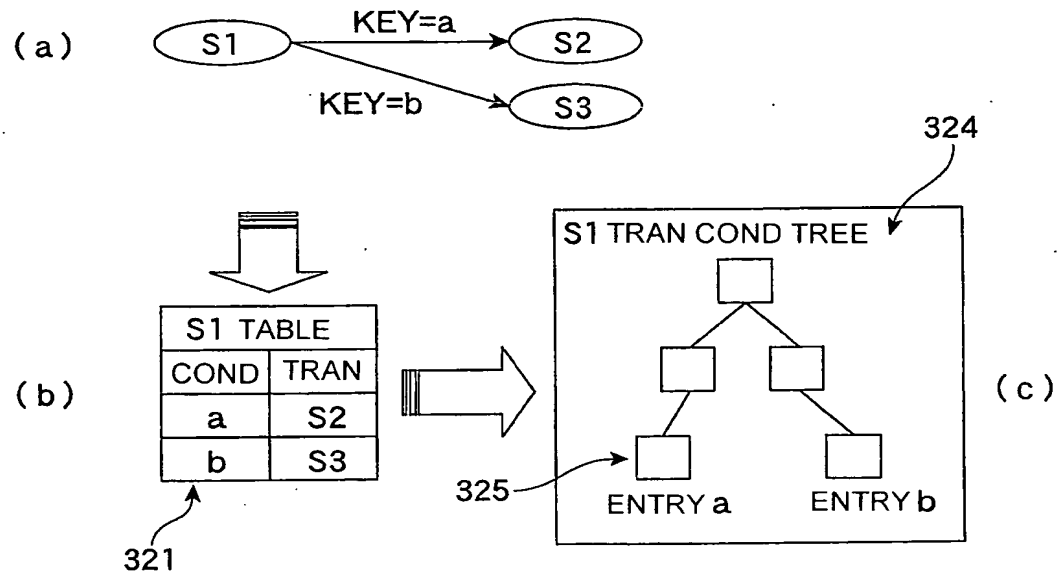 (a)
S1
KEY=a
S2
KEY=b
S3
324
S1 TRAN COND TREE
(b)
S1 TABLE
COND TRAN
a S2
b S3
321
(c)
325
ENTRY a
ENTRY b